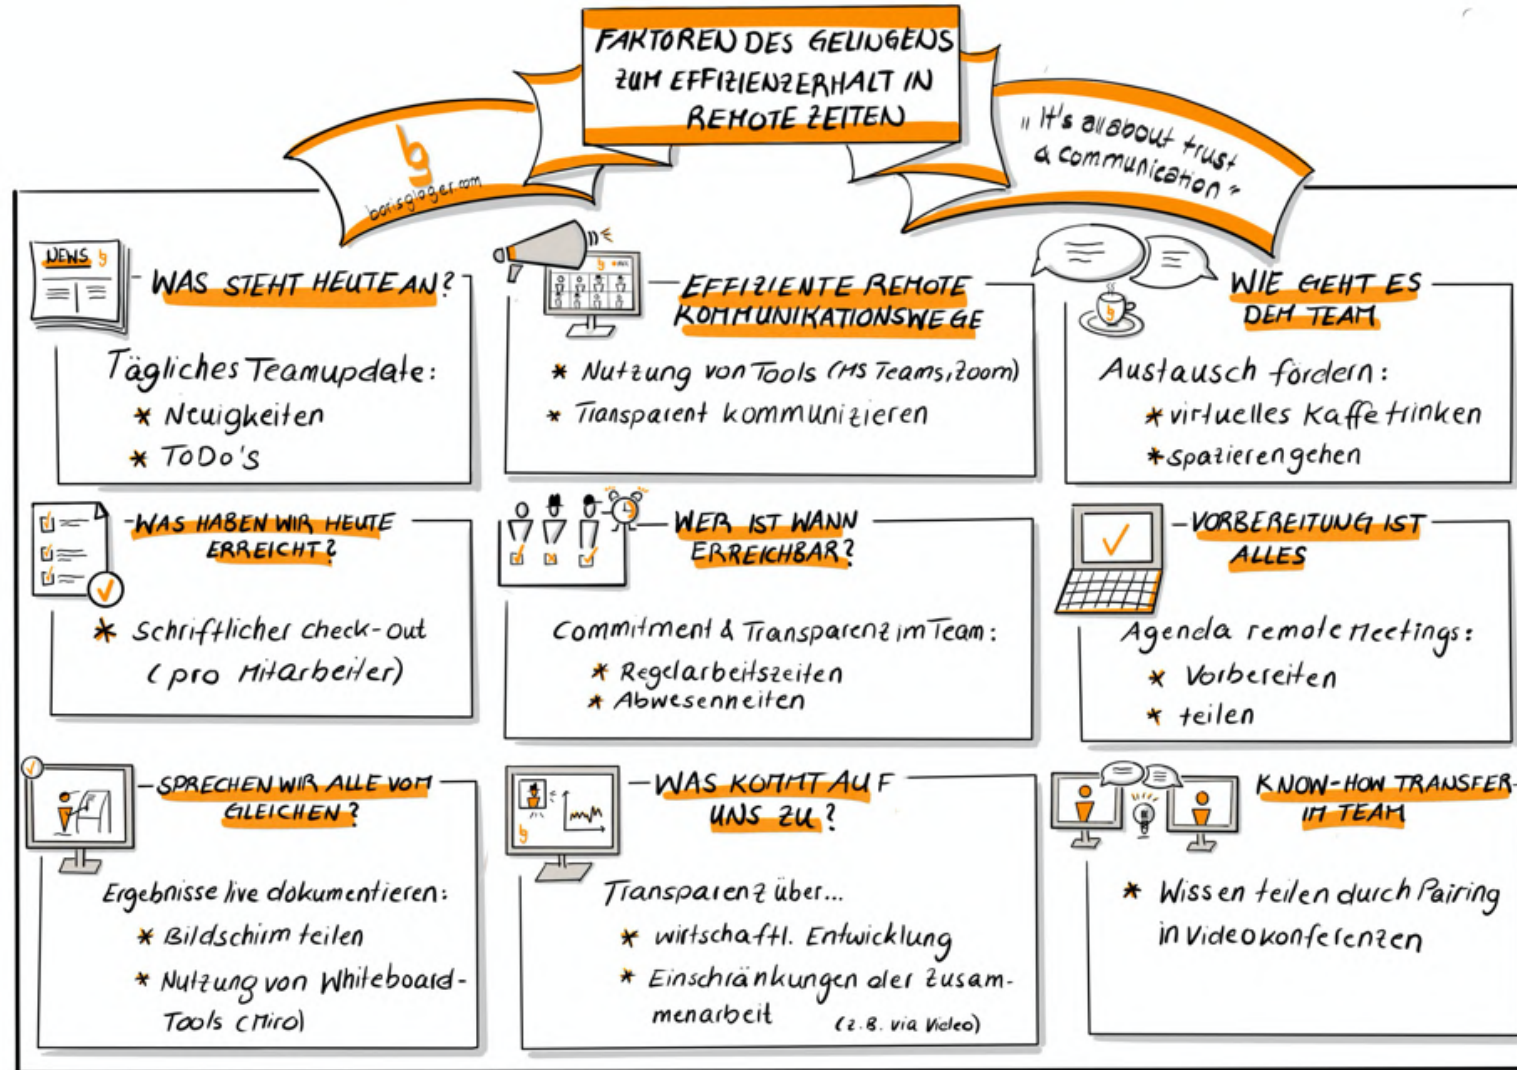 FAKTOREN DES GELINGENS
ZUM EFFIZIENZERHALT IN
REMOTE ZEITEN
borisgloger.com
„It's all about trust
& communication"
NEWS
WAS STEHT HEUTE AN?
Tägliches Teamupdate:
* Neuigkeiten
* ToDo's
EFFIZIENTE REMOTE
KOMMUNIKATIONSWEGE
* Nutzung von Tools (MS Teams, Zoom)
* Transparent kommunizieren
WIE GEHT ES
DEM TEAM
Austausch fördern:
* virtuelles Kaffetrinken
* spazierengehen
WAS HABEN WIR HEUTE
ERREICHT?
* Schriftlicher check-out
(pro Mitarbeiter)
WER IST WANN
ERREICHBAR?
Commitment & Transparenz im Team:
* Regelarbeitszeiten
* Abwesenheiten
VORBEREITUNG IST
ALLES
Agenda remote Meetings:
* Vorbereiten
* teilen
SPRECHEN WIR ALLE VOM
GLEICHEN?
Ergebnisse live dokumentieren:
* Bildschirm teilen
* Nutzung von Whiteboard-
Tools (Miro)
WAS KOMMT AUF
UNS ZU?
Transparenz über...
* wirtschaftl. Entwicklung
* Einschränkungen der Zusam-
menarbeit (z.B. via Video)
KNOW-HOW TRANSFER
IM TEAM
* Wissen teilen durch Pairing
in Videokonferenzen